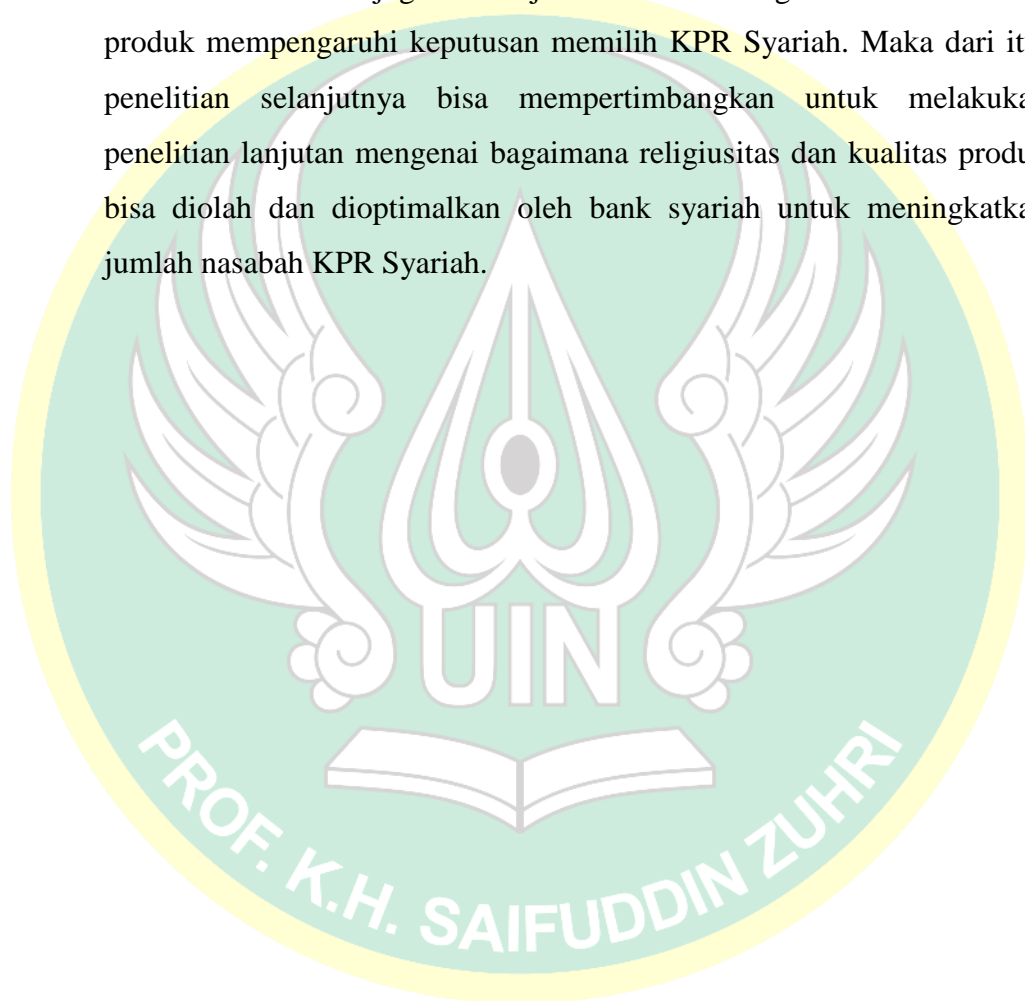 produk mempengaruhi keputusan memilih KPR Syariah. Maka dari it
penelitian selanjutnya bisa mempertimbangkan untuk melakuka
penelitian lanjutan mengenai bagaimana religiusitas dan kualitas produ
bisa diolah dan dioptimalkan oleh bank syariah untuk meningkatka
jumlah nasabah KPR Syariah.
UIN
PROF. K.H. SAIFUDDIN ZUHRI